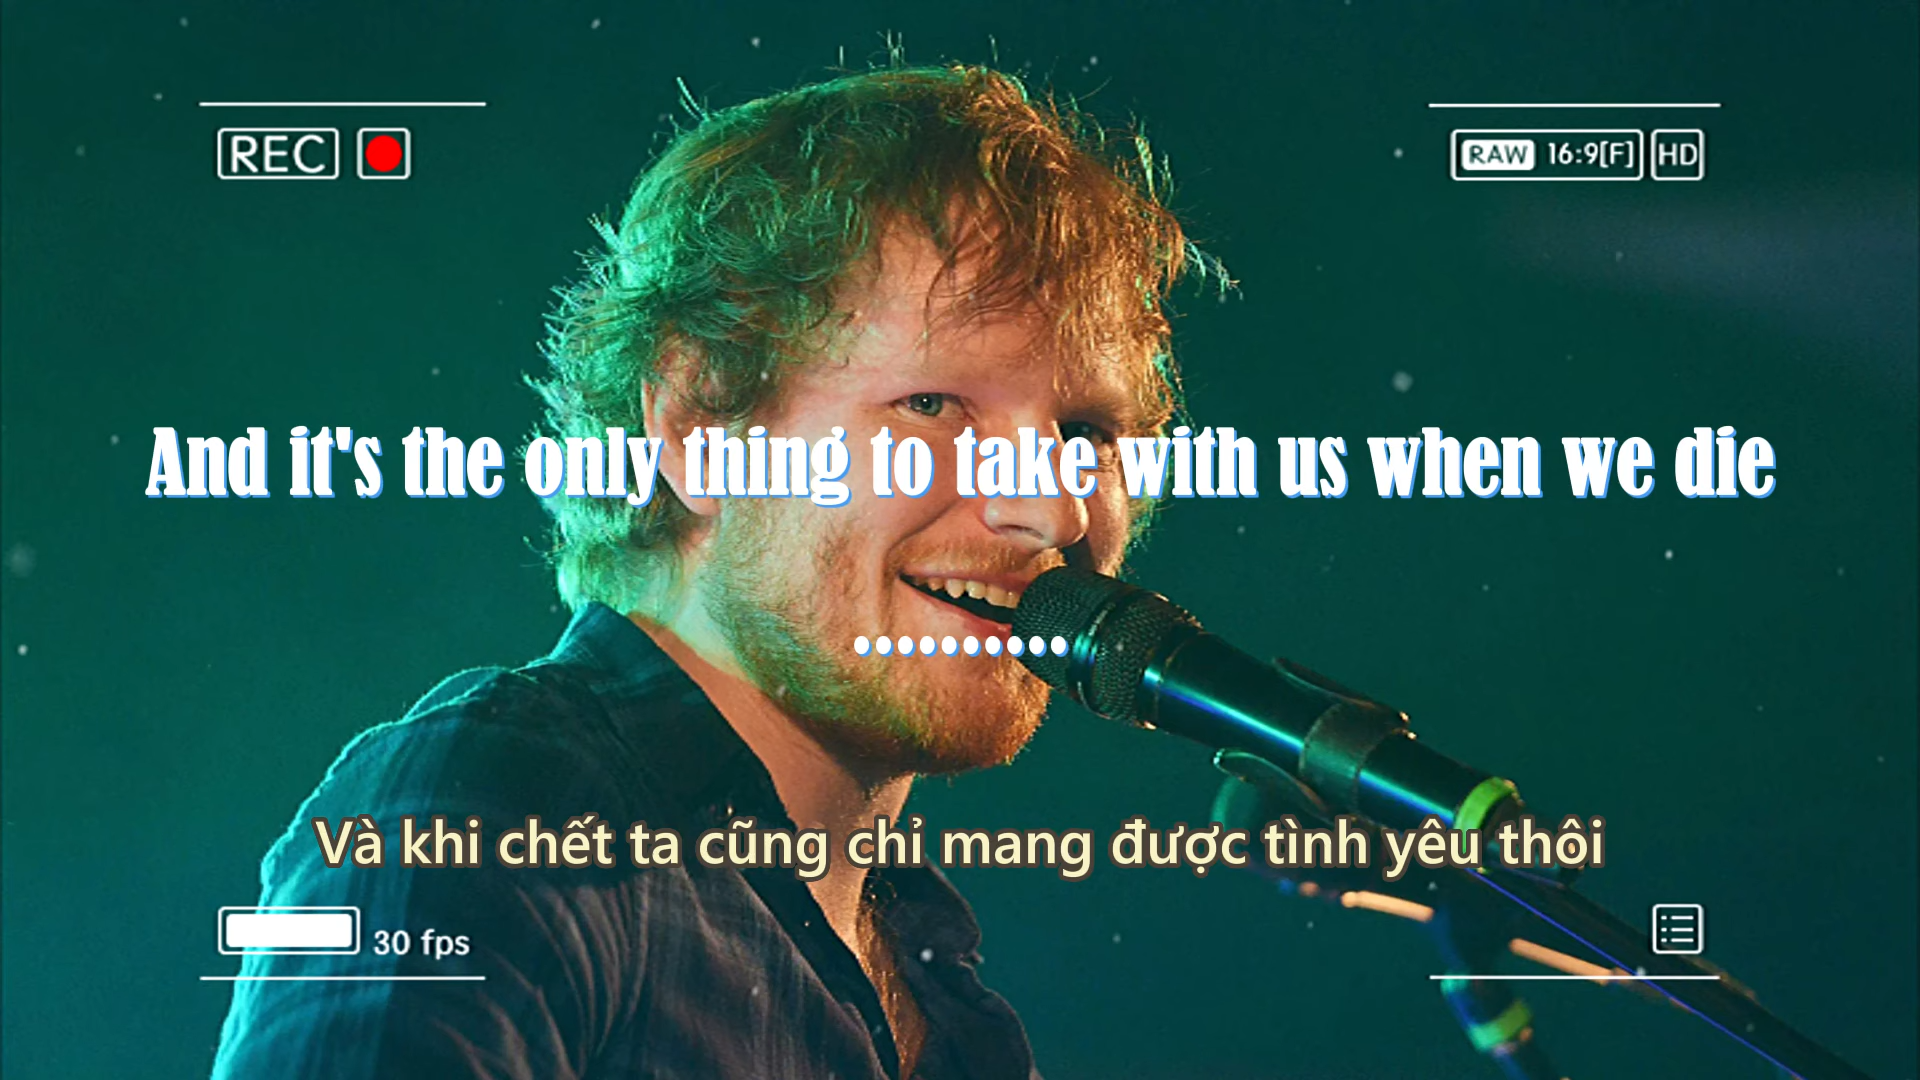 REC
RAW 16:9[F] HD
And it's the only thing to take with us when we die
..........
Và khi chết ta cũng chỉ mang được tình yêu thôi
30 fps